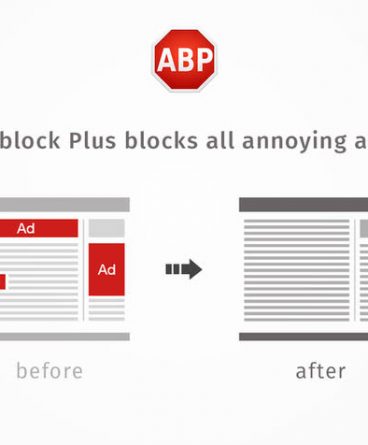 ABP
block Plus blocks all annoying a
Ad
Ad
before
after